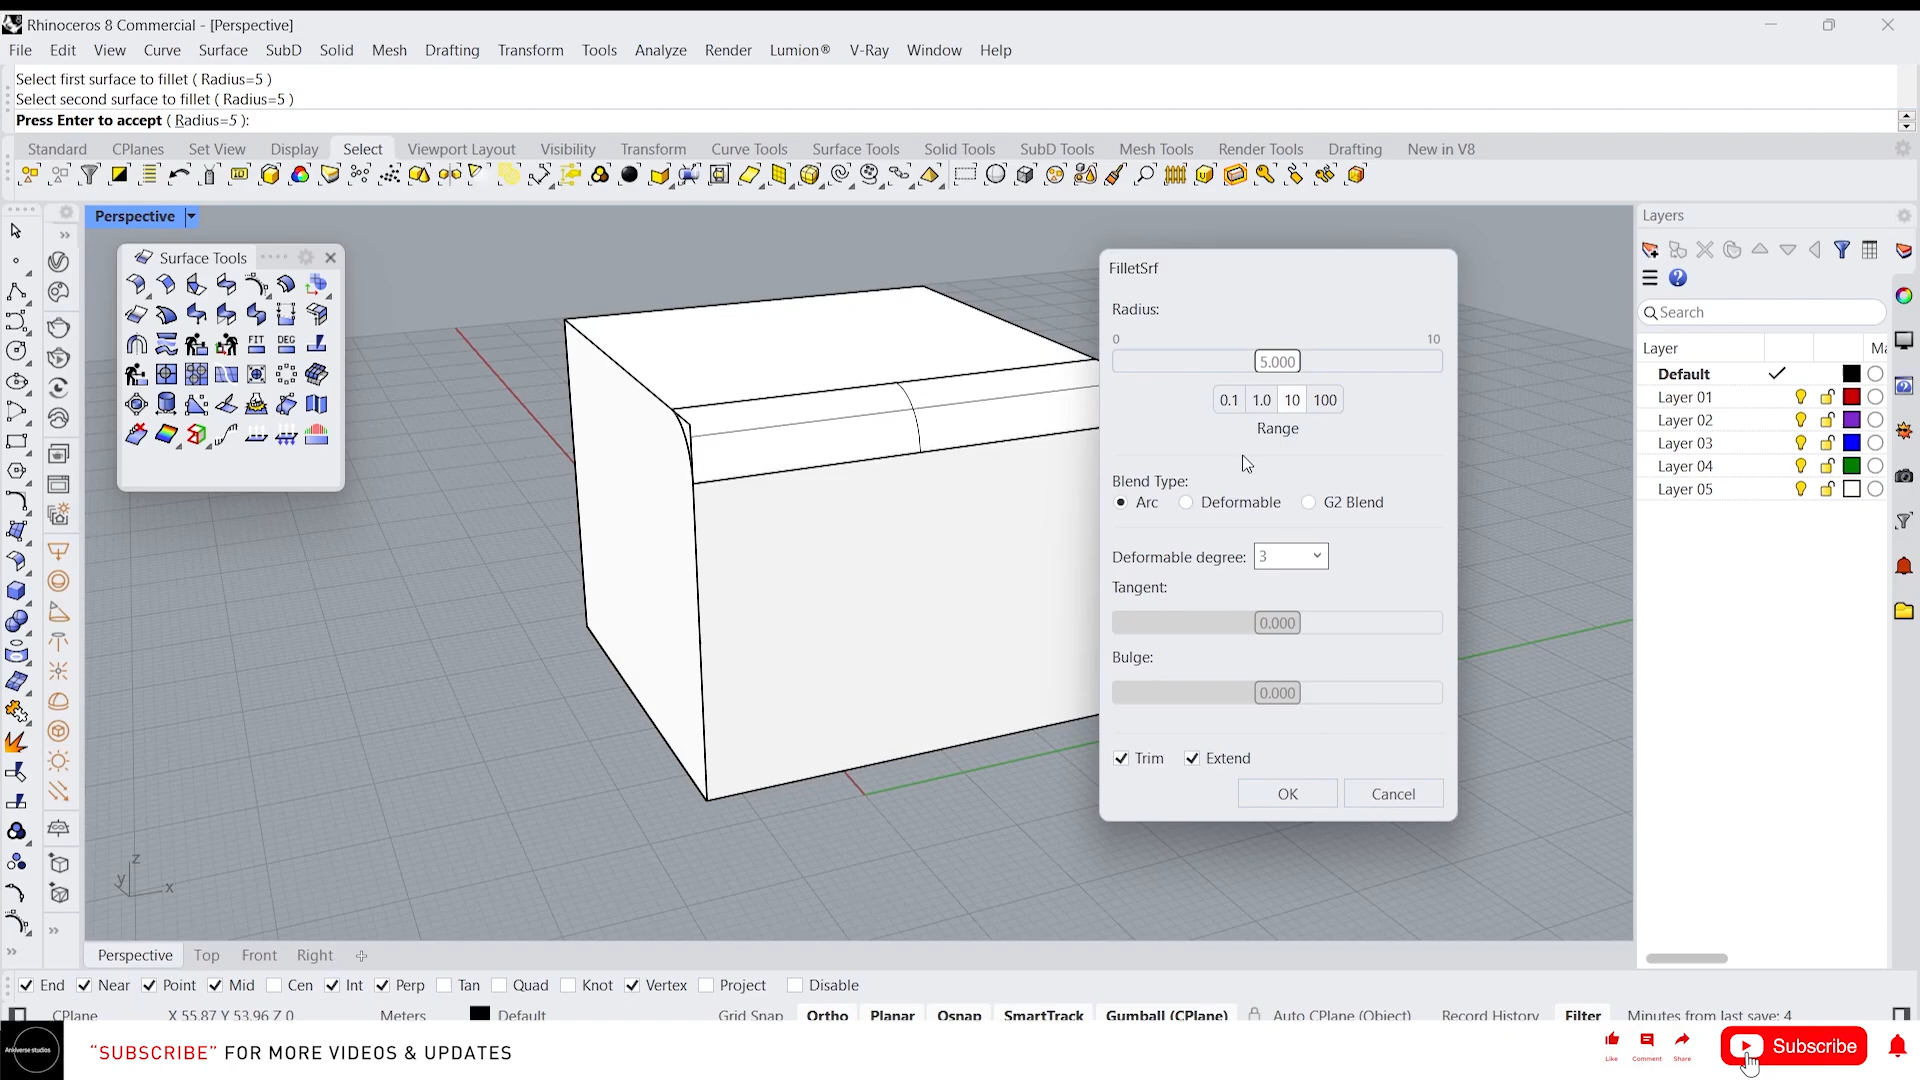 Rhinoceros 8 Commercial - [Perspective]
File Edit View Curve Surface SubD Solid Mesh Drafting Transform Tools Analyze Render Lumion® V-Ray Window Help
Select first surface to fillet ( Radius=5 )
Select second surface to fillet ( Radius=5 )
Press Enter to accept ( Radius=5 ):
Standard CPlanes Set View Display Select Viewport Layout Visibility Transform Curve Tools Surface Tools Solid Tools SubD Tools Mesh Tools Render Tools Drafting New in V8
Perspective
Layers
Surface Tools
FIT DEG
FilletSrf
Radius:
0 10
5.000
0.1 1.0 10 100
Range
Blend Type:
Arc Deformable G2 Blend
Deformable degree: 3
Tangent:
0.000
Bulge:
0.000
Trim Extend
OK Cancel
Search
Layer
Default
Layer 01
Layer 02
Layer 03
Layer 04
Layer 05
z
y x
Perspective Top Front Right
End Near Point Mid Cen Int Perp Tan Quad Knot Vertex Project Disable
CPlane X 55.87 Y 53.96 Z 0 Meters Default Grid Snap Ortho Planar Osnap SmartTrack Gumball (CPlane) Auto CPlane (Object) Record History Filter Minutes from last save: 4
"SUBSCRIBE" FOR MORE VIDEOS & UPDATES
Like Comment Share
Subscribe